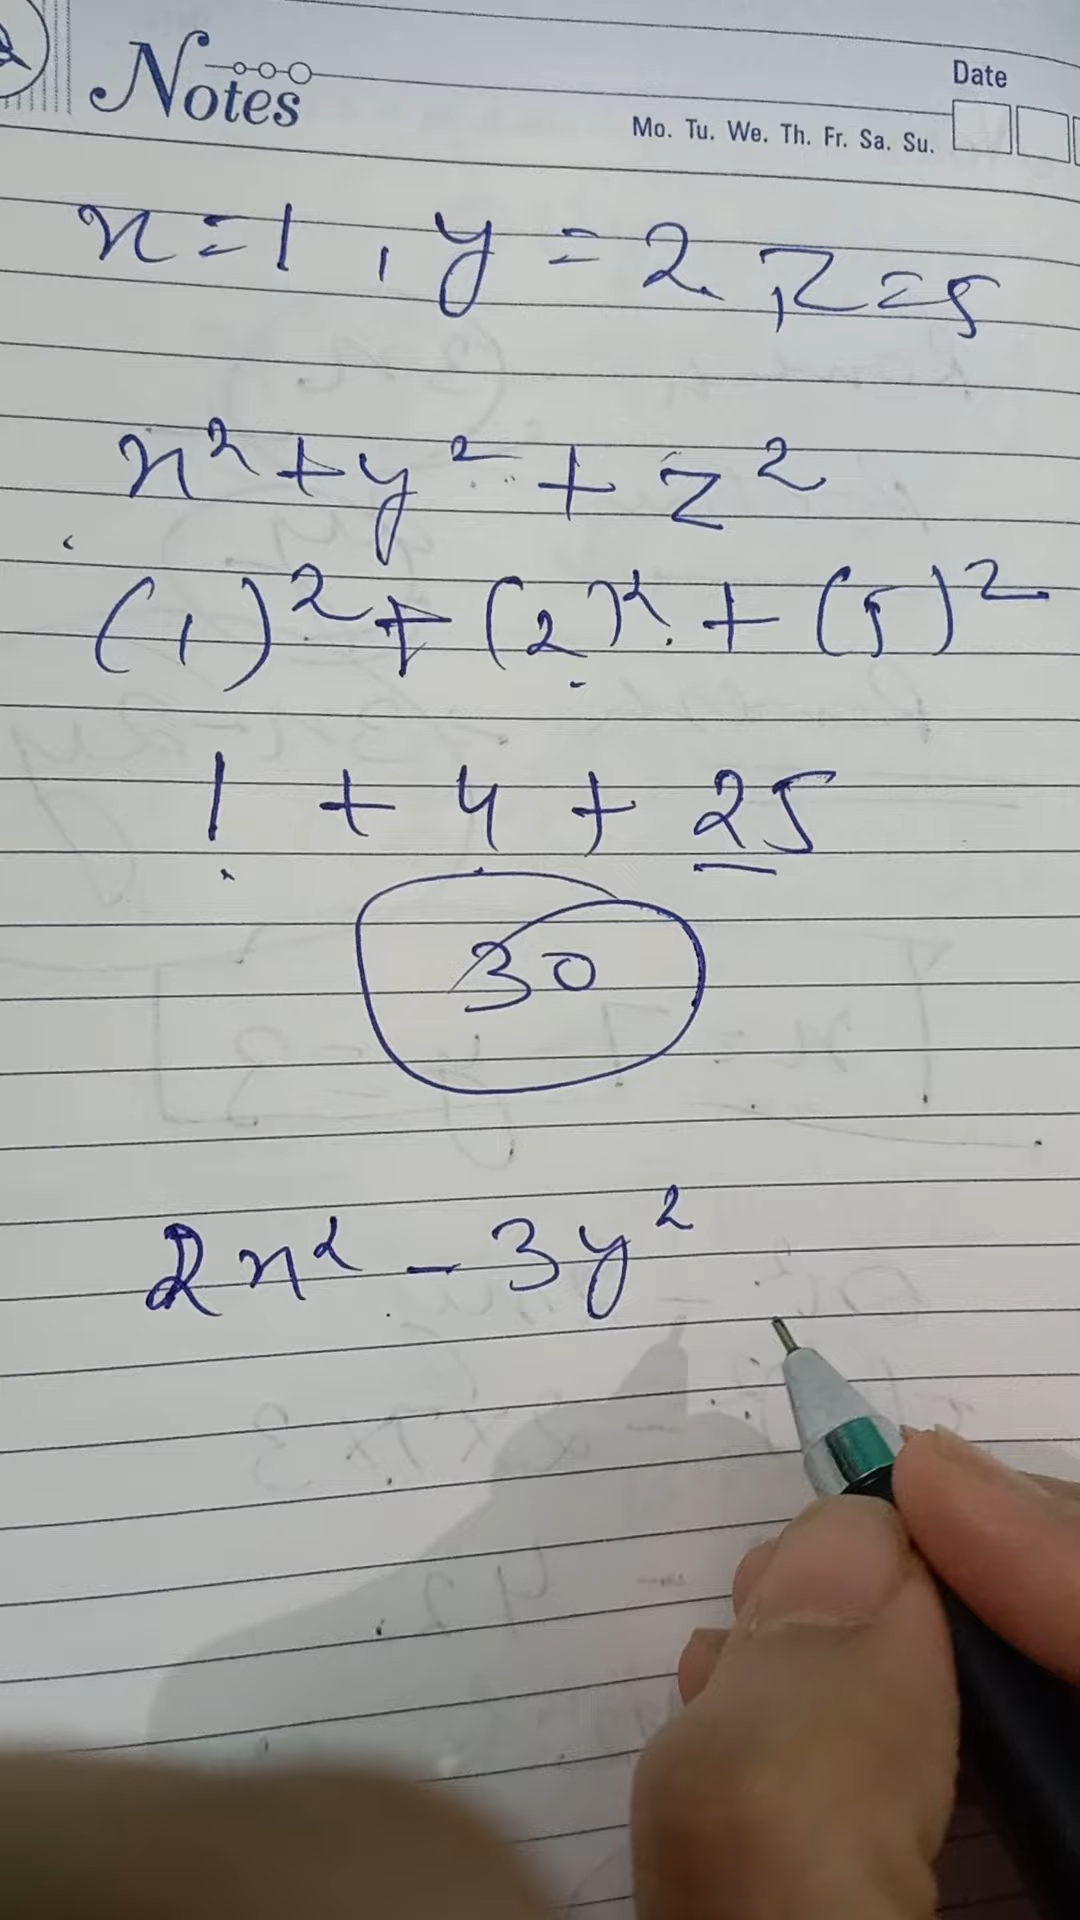 Notes
Date
Mo. Tu. We. Th. Fr. Sa. Su.
x=1, y=2, z=5
x²+y²+z²
(1)²+(2)²+(5)²
1+4+25
30
2x²-3y²